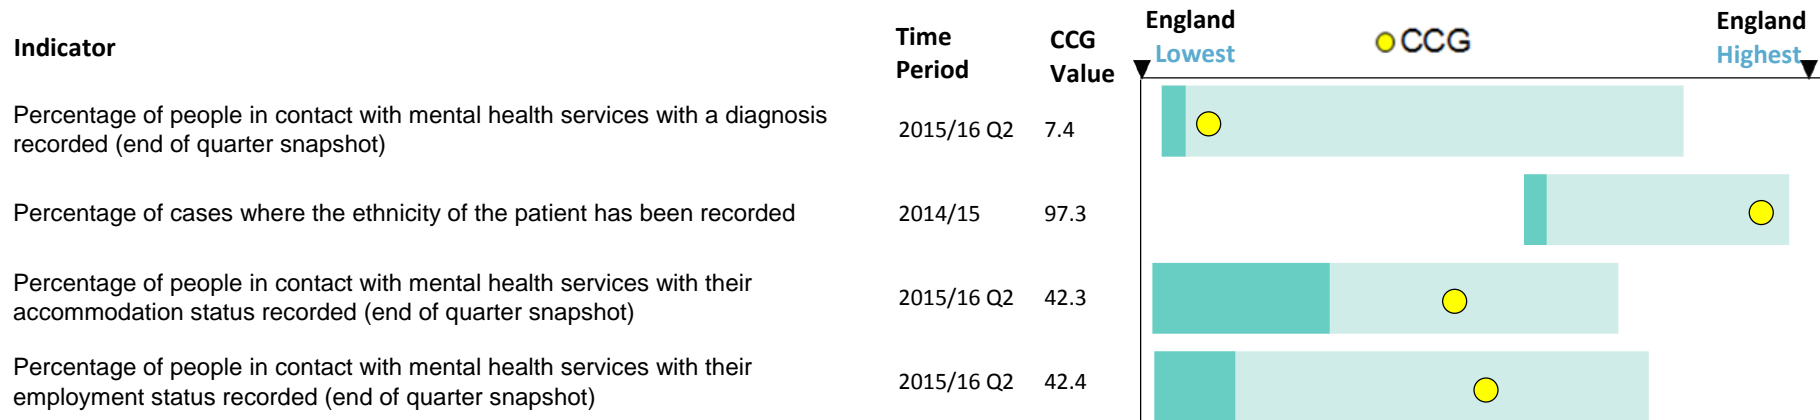 Indicator
Time
Period
CCG
Value
England
Lowest
CCG
England
Highest
Percentage of people in contact with mental health services with a diagnosis
recorded (end of quarter snapshot)
2015/16 Q2
7.4
Percentage of cases where the ethnicity of the patient has been recorded
2014/15
97.3
Percentage of people in contact with mental health services with their
accommodation status recorded (end of quarter snapshot)
2015/16 Q2
42.3
Percentage of people in contact with mental health services with their
employment status recorded (end of quarter snapshot)
2015/16 Q2
42.4